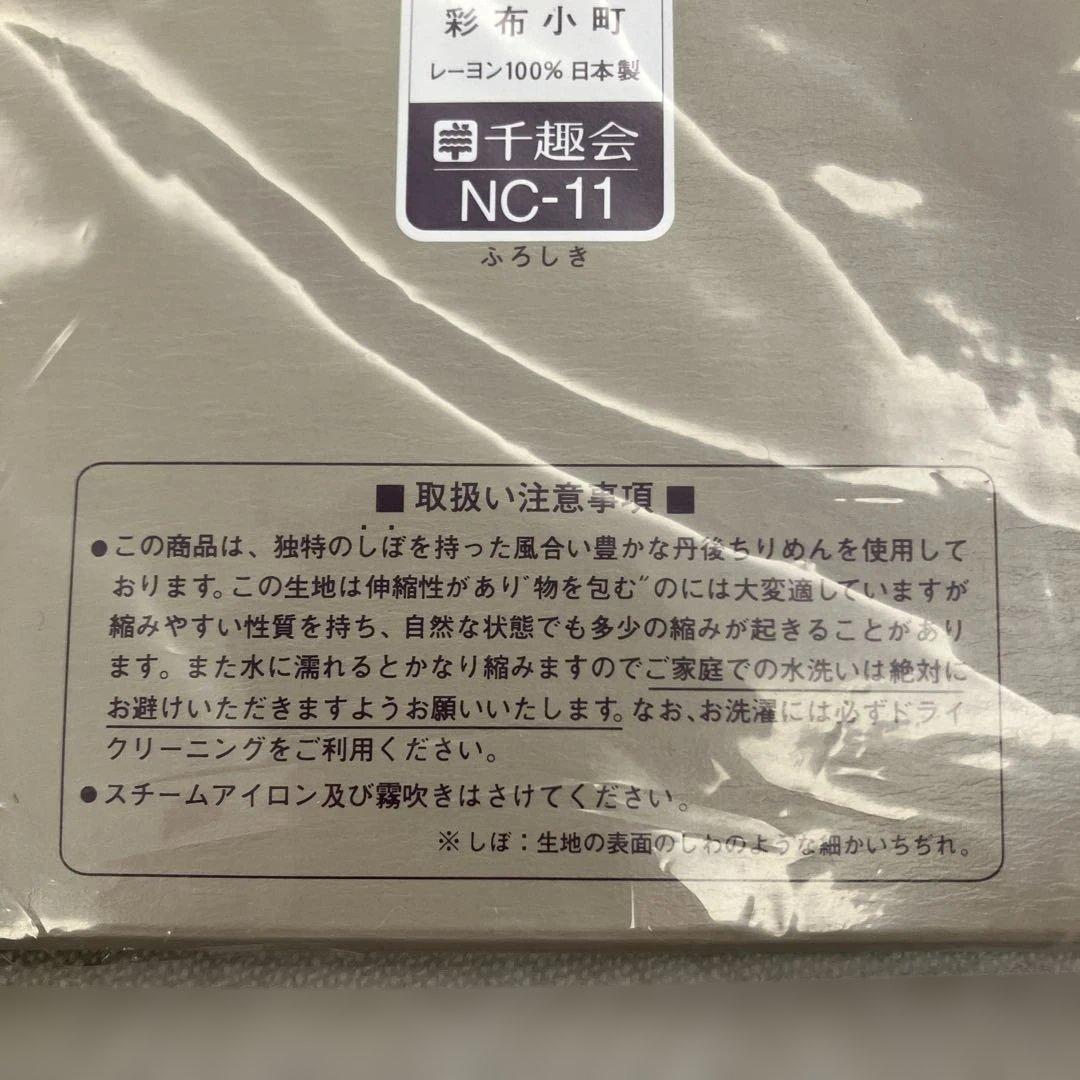 彩布小町
レーヨン100% 日本製
千趣会
NC-11
ふろしき
■取扱い注意事項■
●この商品は、独特のしぼを持った風合い豊かな丹後ちりめんを使用して
おります。この生地は伸縮性があり〝物を包む〟のには大変適していますが
縮みやすい性質を持ち、自然な状態でも多少の縮みが起きることがあり
ます。また水に濡れるとかなり縮みますのでご家庭での水洗いは絶対に
お避けいただきますようお願いいたします。なお、お洗濯には必ずドライ
クリーニングをご利用ください。
●スチームアイロン及び霧吹きはさけてください。
※しぼ：生地の表面のしわのような細かいちぢれ。